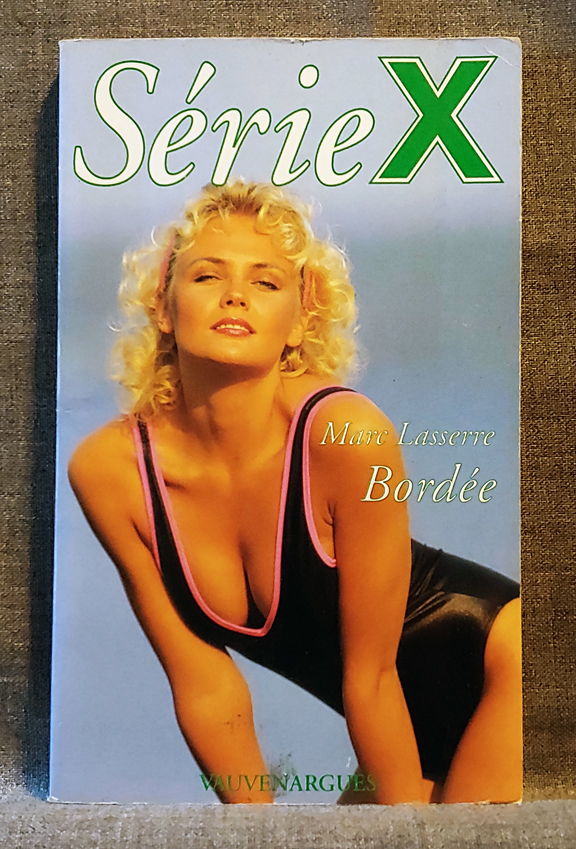 Série X
Marc Lasserre
Bordée
VAUVENARGUES